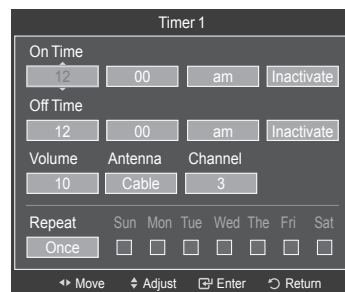 Timer 1
On Time
12 00 am Inactivate
Off Time
12 00 am Inactivate
Volume Antenna Channel
10 Cable 3
Repeat Sun Mon Tue Wed The Fri Sat
Once
Move Adjust Enter Return